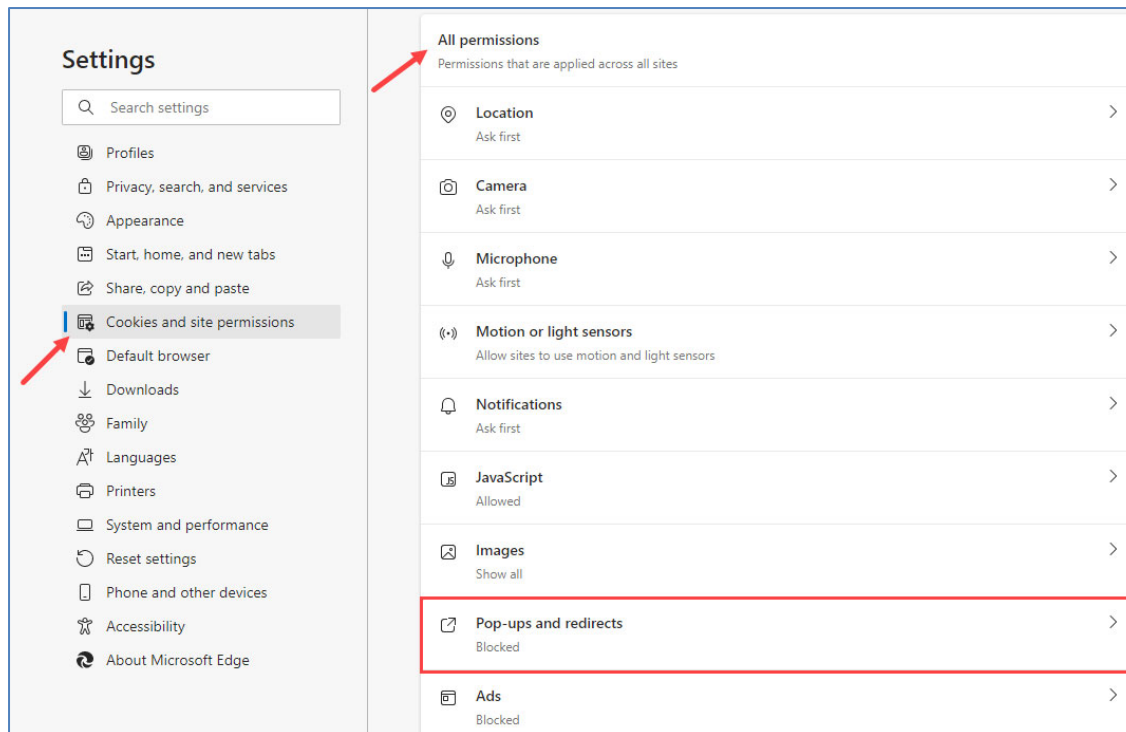 Settings
Search settings
Profiles
Privacy, search, and services
Appearance
Start, home, and new tabs
Share, copy and paste
Cookies and site permissions
Default browser
Downloads
Family
Languages
Printers
System and performance
Reset settings
Phone and other devices
Accessibility
About Microsoft Edge
All permissions
Permissions that are applied across all sites
Location
Ask first
Camera
Ask first
Microphone
Ask first
Motion or light sensors
Allow sites to use motion and light sensors
Notifications
Ask first
JavaScript
Allowed
Images
Show all
Pop-ups and redirects
Blocked
Ads
Blocked